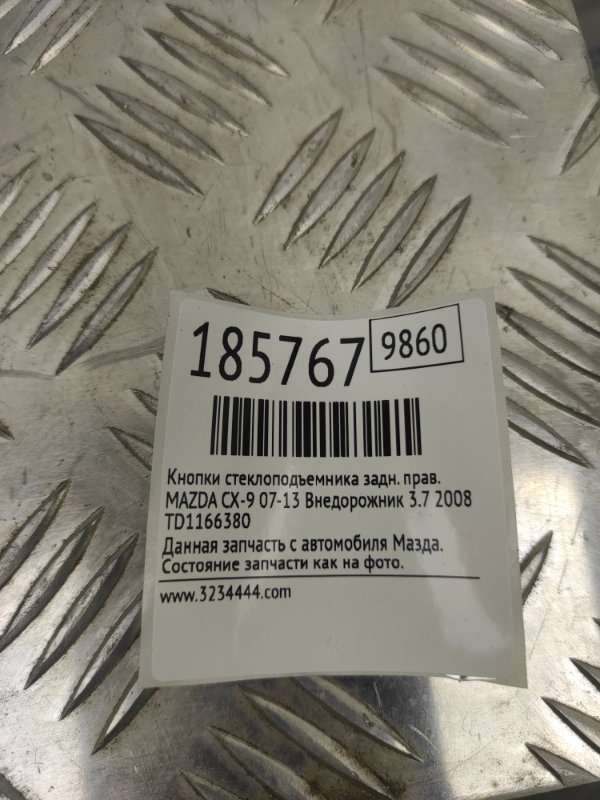 185767 9860
Кнопки стеклоподъемника задн. прав.
MAZDA CX-9 07-13 Внедорожник 3.7 2008
TD1166380
Данная запчасть с автомобиля Мазда.
Состояние запчасти как на фото.
www.3234444.com